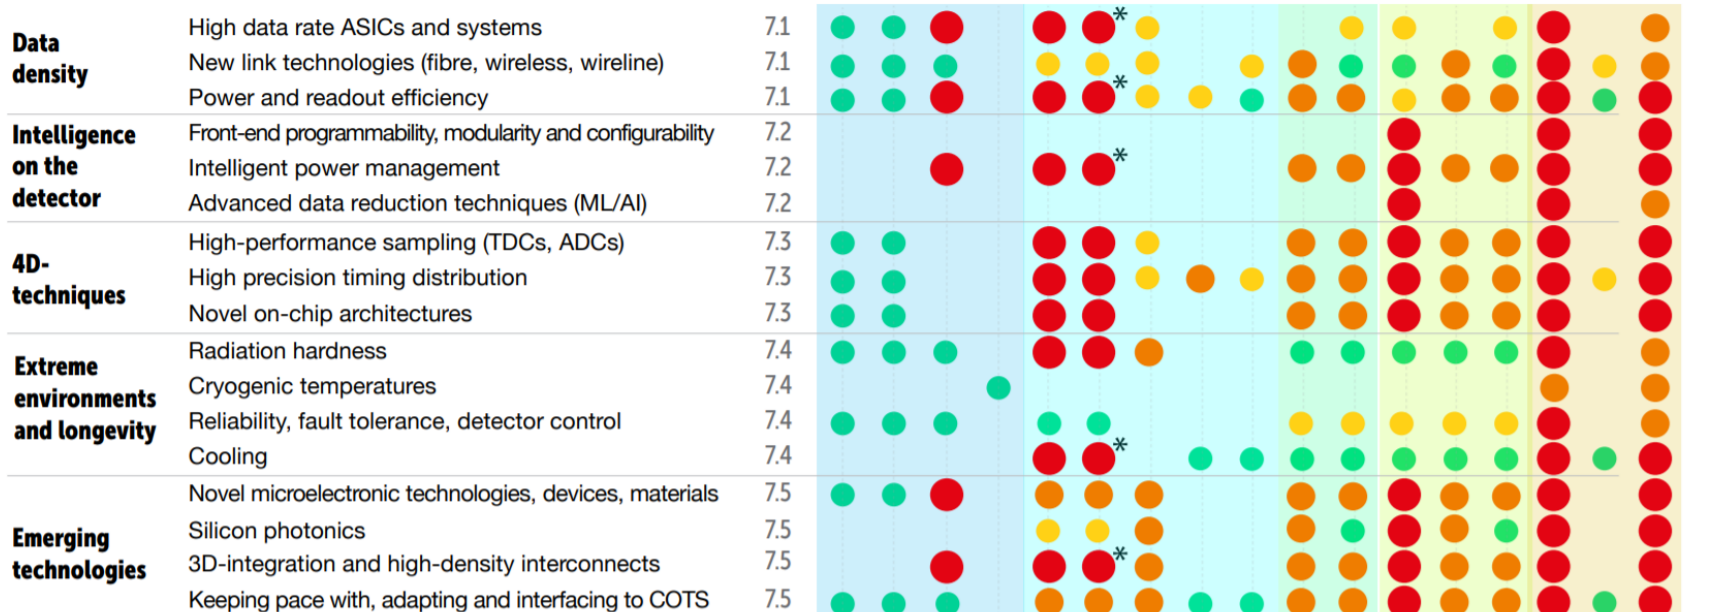 Data
density
High data rate ASICs and systems 7.1 *
New link technologies (fibre, wireless, wireline) 7.1
Power and readout efficiency 7.1 *
Intelligence
on the
detector
Front-end programmability, modularity and configurability 7.2
Intelligent power management 7.2 *
Advanced data reduction techniques (ML/AI) 7.2
4D-
techniques
High-performance sampling (TDCs, ADCs) 7.3
High precision timing distribution 7.3
Novel on-chip architectures 7.3
Extreme
environments
and longevity
Radiation hardness 7.4
Cryogenic temperatures 7.4
Reliability, fault tolerance, detector control 7.4
Cooling 7.4 *
Emerging
technologies
Novel microelectronic technologies, devices, materials 7.5
Silicon photonics 7.5
3D-integration and high-density interconnects 7.5 *
Keeping pace with, adapting and interfacing to COTS 7.5